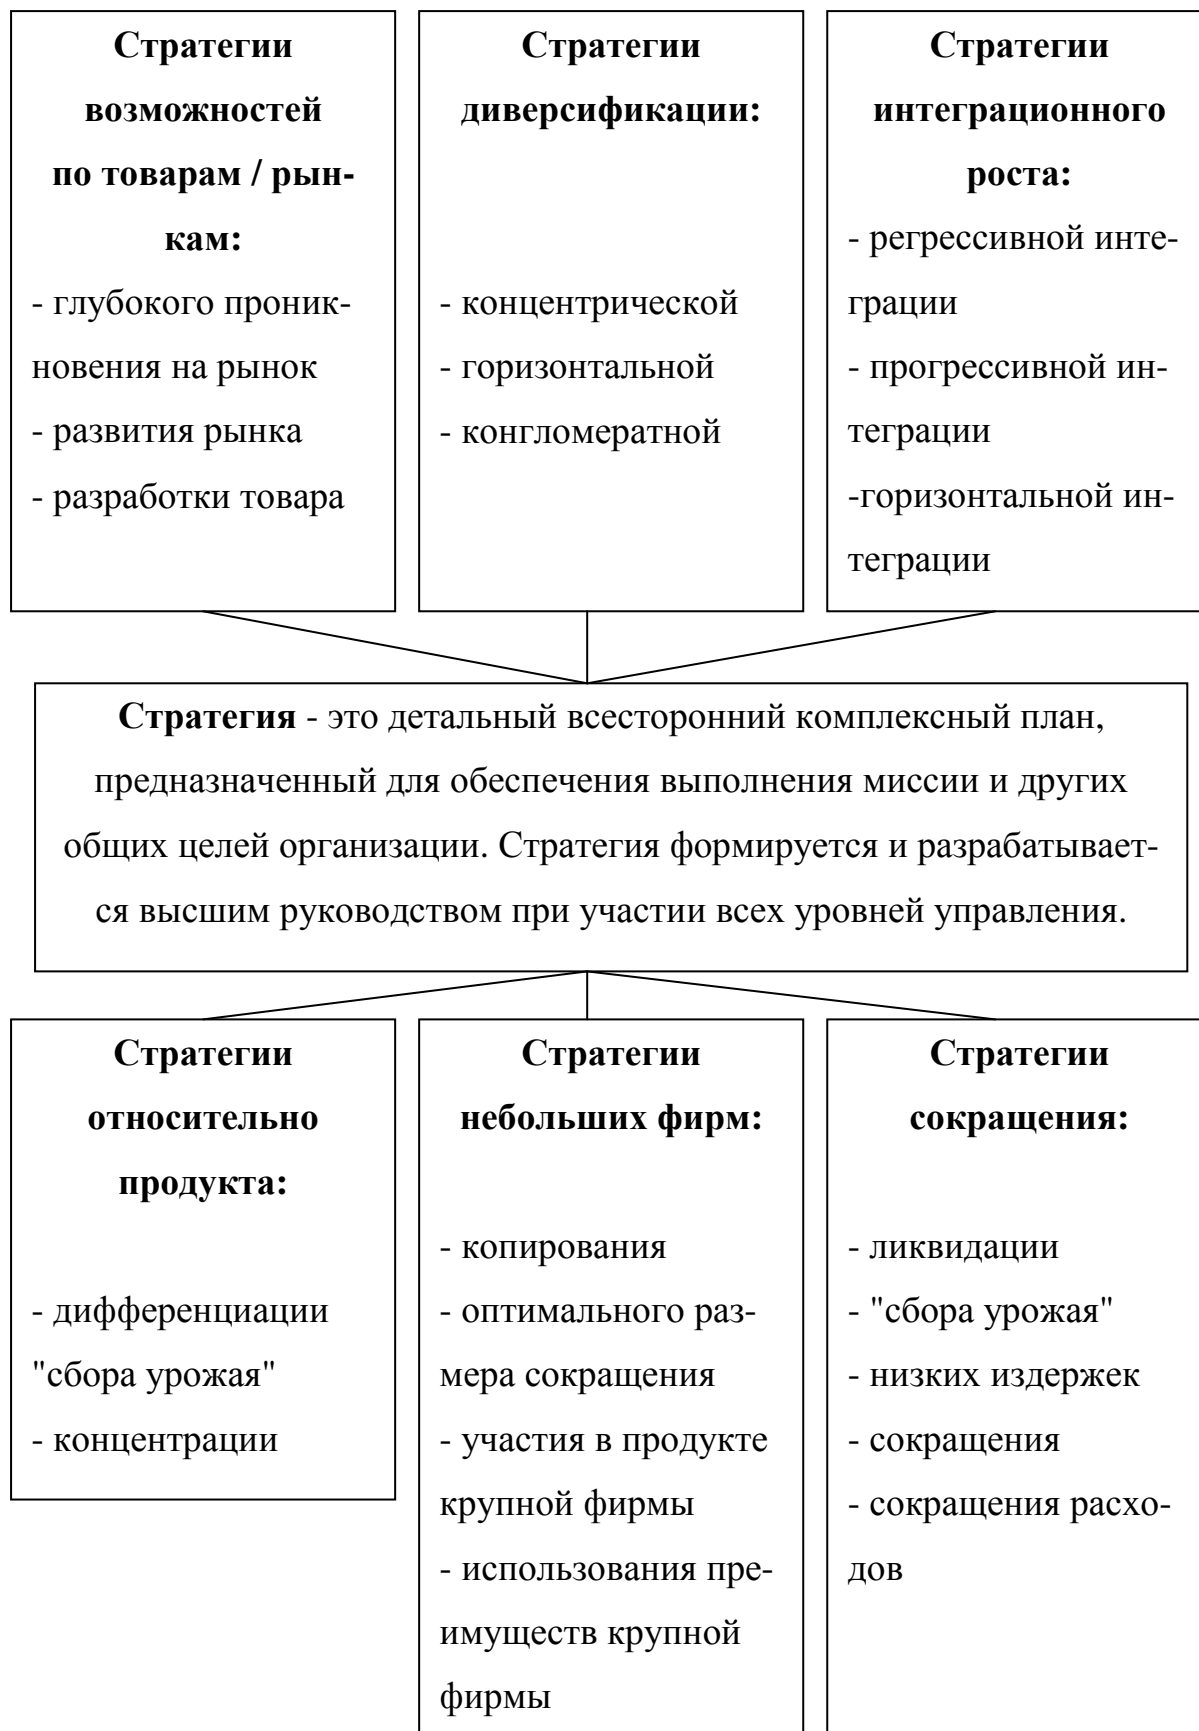 Стратегии
возможностей
по товарам / рын-
кам:
- глубокого проник-
новения на рынок
- развития рынка
- разработки товара
Стратегии
диверсификации:
- концентрической
- горизонтальной
- конгломератной
Стратегии
интеграционного
роста:
- регрессивной инте-
грации
- прогрессивной ин-
теграции
-горизонтальной ин-
теграции
Стратегия - это детальный всесторонний комплексный план,
предназначенный для обеспечения выполнения миссии и других
общих целей организации. Стратегия формируется и разрабатывает-
ся высшим руководством при участии всех уровней управления.
Стратегии
относительно
продукта:
- дифференциации
"сбора урожая"
- концентрации
Стратегии
небольших фирм:
- копирования
- оптимального раз-
мера сокращения
- участия в продукте
крупной фирмы
- использования пре-
имуществ крупной
фирмы
Стратегии
сокращения:
- ликвидации
- "сбора урожая"
- низких издержек
- сокращения
- сокращения расхо-
дов